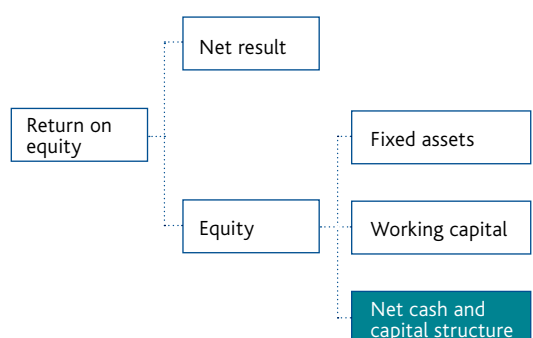 Net result
Return on
equity
Fixed assets
Equity
Working capital
Net cash and
capital structure